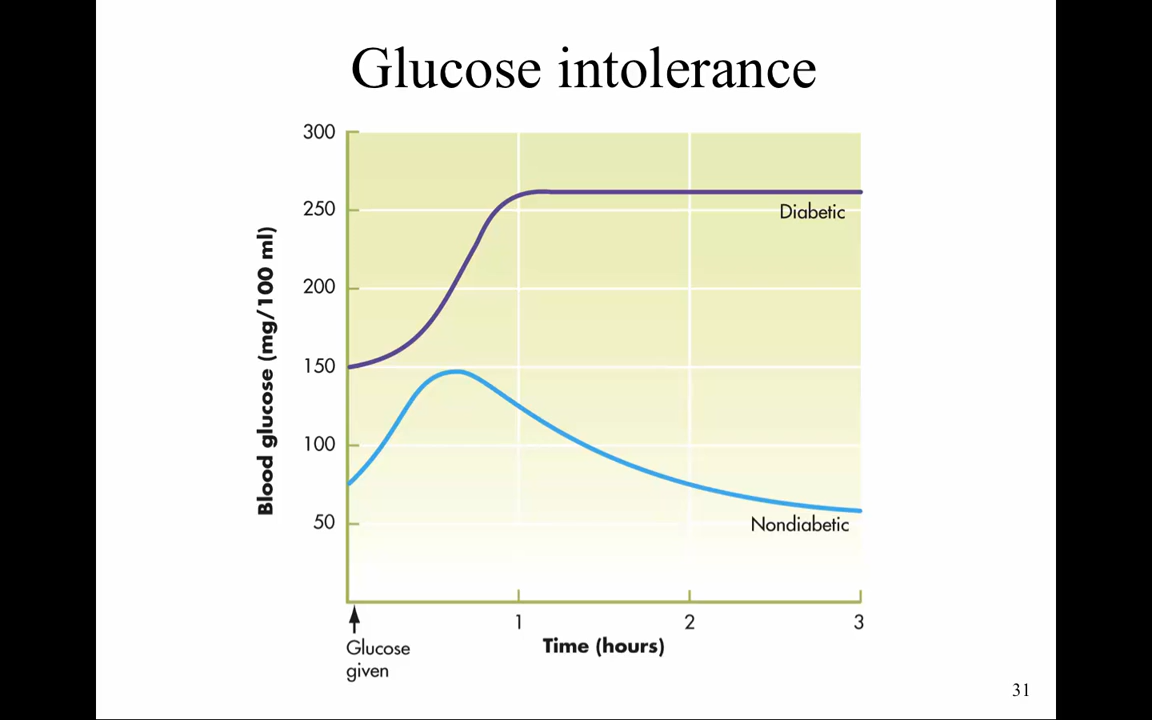 Glucose intolerance
300
250
200
150
100
50
Blood glucose (mg/100 ml)
Diabetic
Nondiabetic
1
2
3
Time (hours)
Glucose
given
31